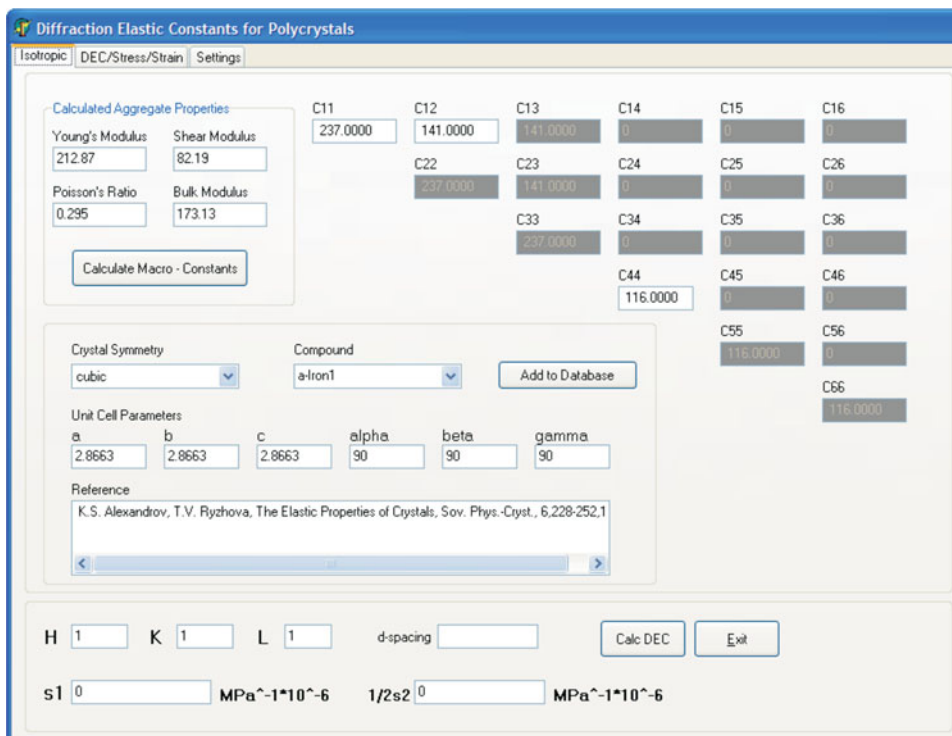 Diffraction Elastic Constants for Polycrystals
Isotropic DEC/Stress/Strain Settings
Calculated Aggregate Properties
Young's Modulus Shear Modulus
212.87 82.19
Poisson's Ratio Bulk Modulus
0.295 173.13
Calculate Macro - Constants
C11 C12 C13 C14 C15 C16
237.0000 141.0000 141.0000 0 0 0
C22 C23 C24 C25 C26
237.0000 141.0000 0 0 0
C33 C34 C35 C36
237.0000 0 0 0
C44 C45 C46
116.0000 0 0
C55 C56
116.0000 0
C66
116.0000
Crystal Symmetry Compound
cubic a-Iron1 Add to Database
Unit Cell Parameters
a b c alpha beta gamma
2.8663 2.8663 2.8663 90 90 90
Reference
K.S. Alexandrov, T.V. Ryzhova, The Elastic Properties of Crystals, Sov. Phys.-Cryst., 6,228-252,1
H 1 K 1 L 1 d-spacing Calc DEC Exit
s1 0 MPa^-1*10^-6 1/2s2 0 MPa^-1*10^-6